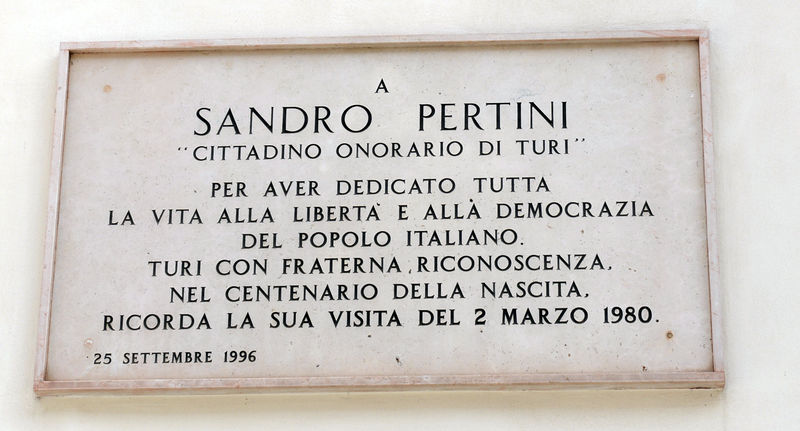 A
SANDRO PERTINI
"CITTADINO ONORARIO DI TURI"
PER AVER DEDICATO TUTTA
LA VITA ALLA LIBERTÀ E ALLA DEMOCRAZIA
DEL POPOLO ITALIANO.
TURI CON FRATERNA RICONOSCENZA,
NEL CENTENARIO DELLA NASCITA,
RICORDA LA SUA VISITA DEL 2 MARZO 1980.
25 SETTEMBRE 1996